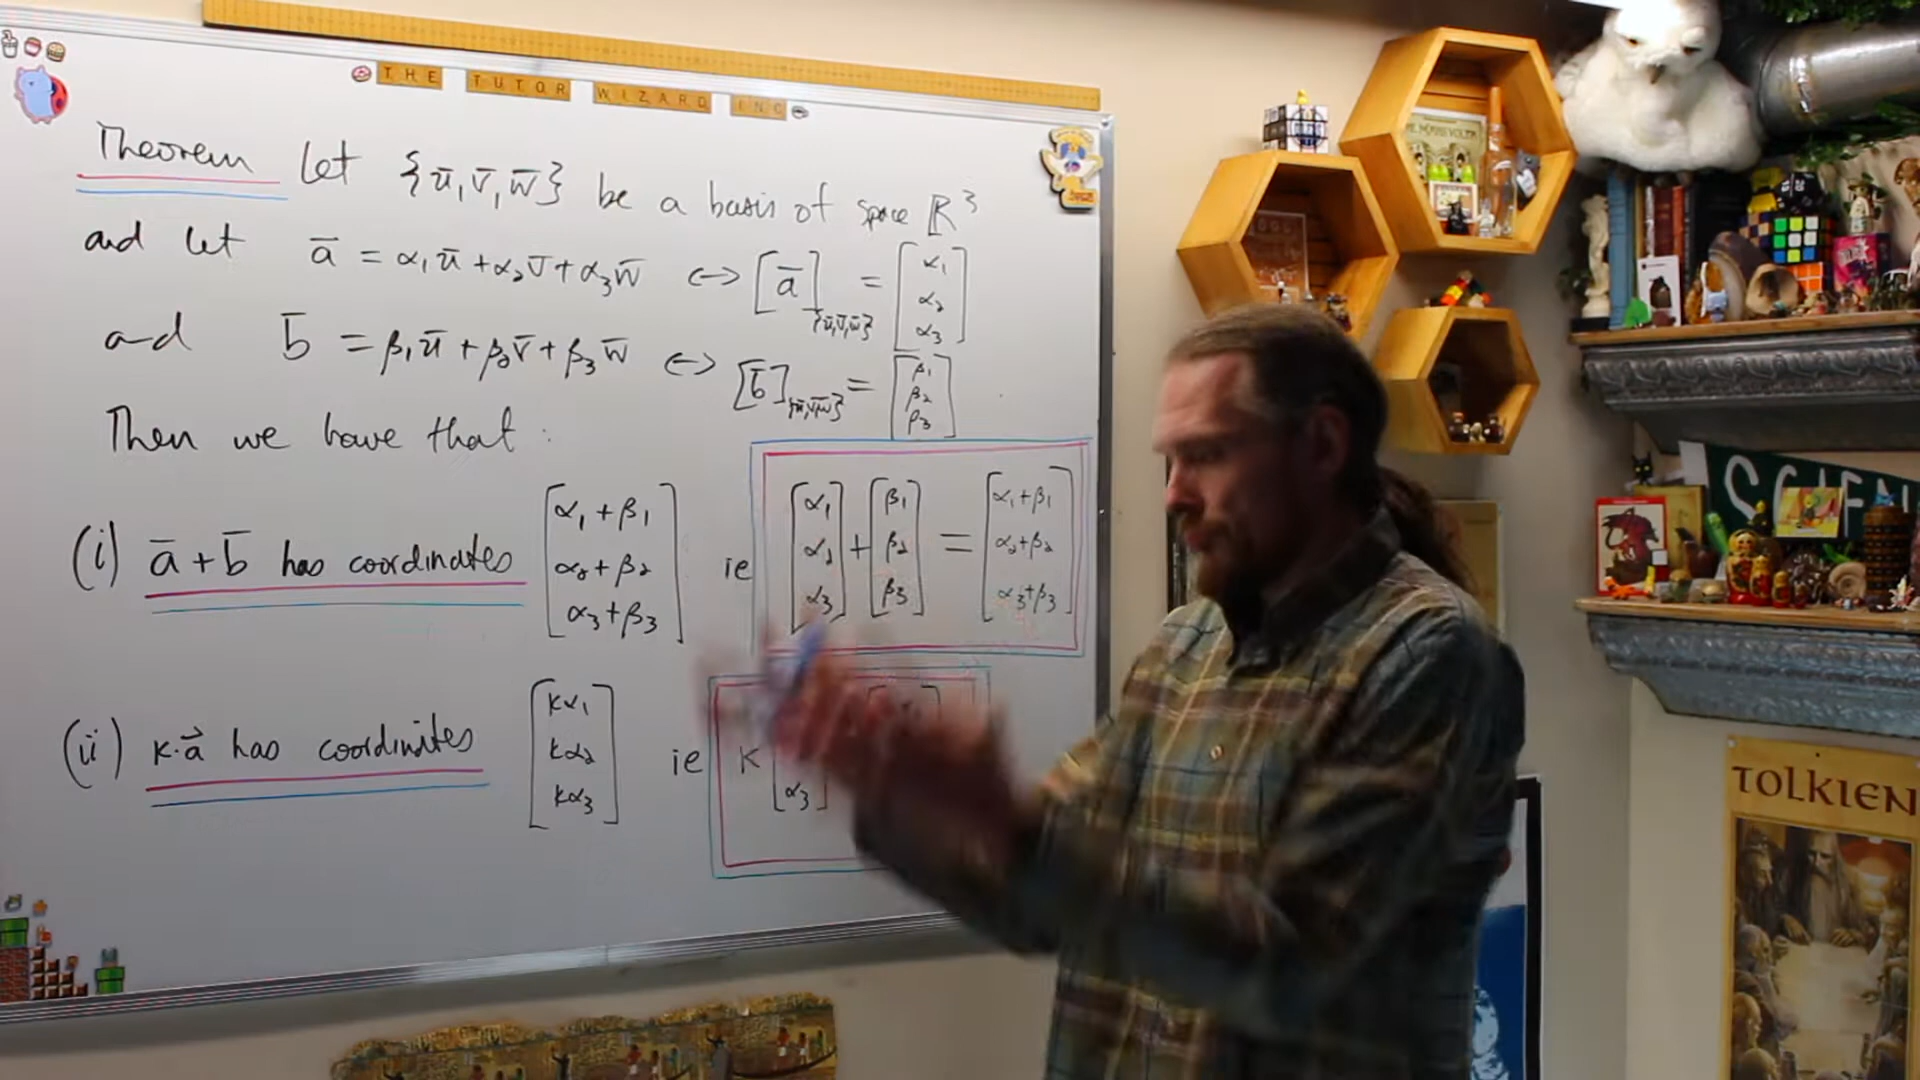 THE TUTOR WIZARD INC
Theorem Let {ū, v̄, w̄} be a basis of space ℝ³
and let ā = α₁ū + α₂v̄ + α₃w̄ ↔ [ā]_{ū,v̄,w̄} = [α₁ α₂ α₃]
and b̄ = β₁ū + β₂v̄ + β₃w̄ ↔ [b̄]_{ū,v̄,w̄} = [β₁ β₂ β₃]
Then we have that:
(i) ā + b̄ has coordinates [α₁+β₁ α₂+β₂ α₃+β₃] ie [α₁ α₂ α₃] + [β₁ β₂ β₃] = [α₁+β₁ α₂+β₂ α₃+β₃]
(ii) k·a⃗ has coordinates [kα₁ kα₂ kα₃] ie k [α₃]
SCIEN
TOLKIEN